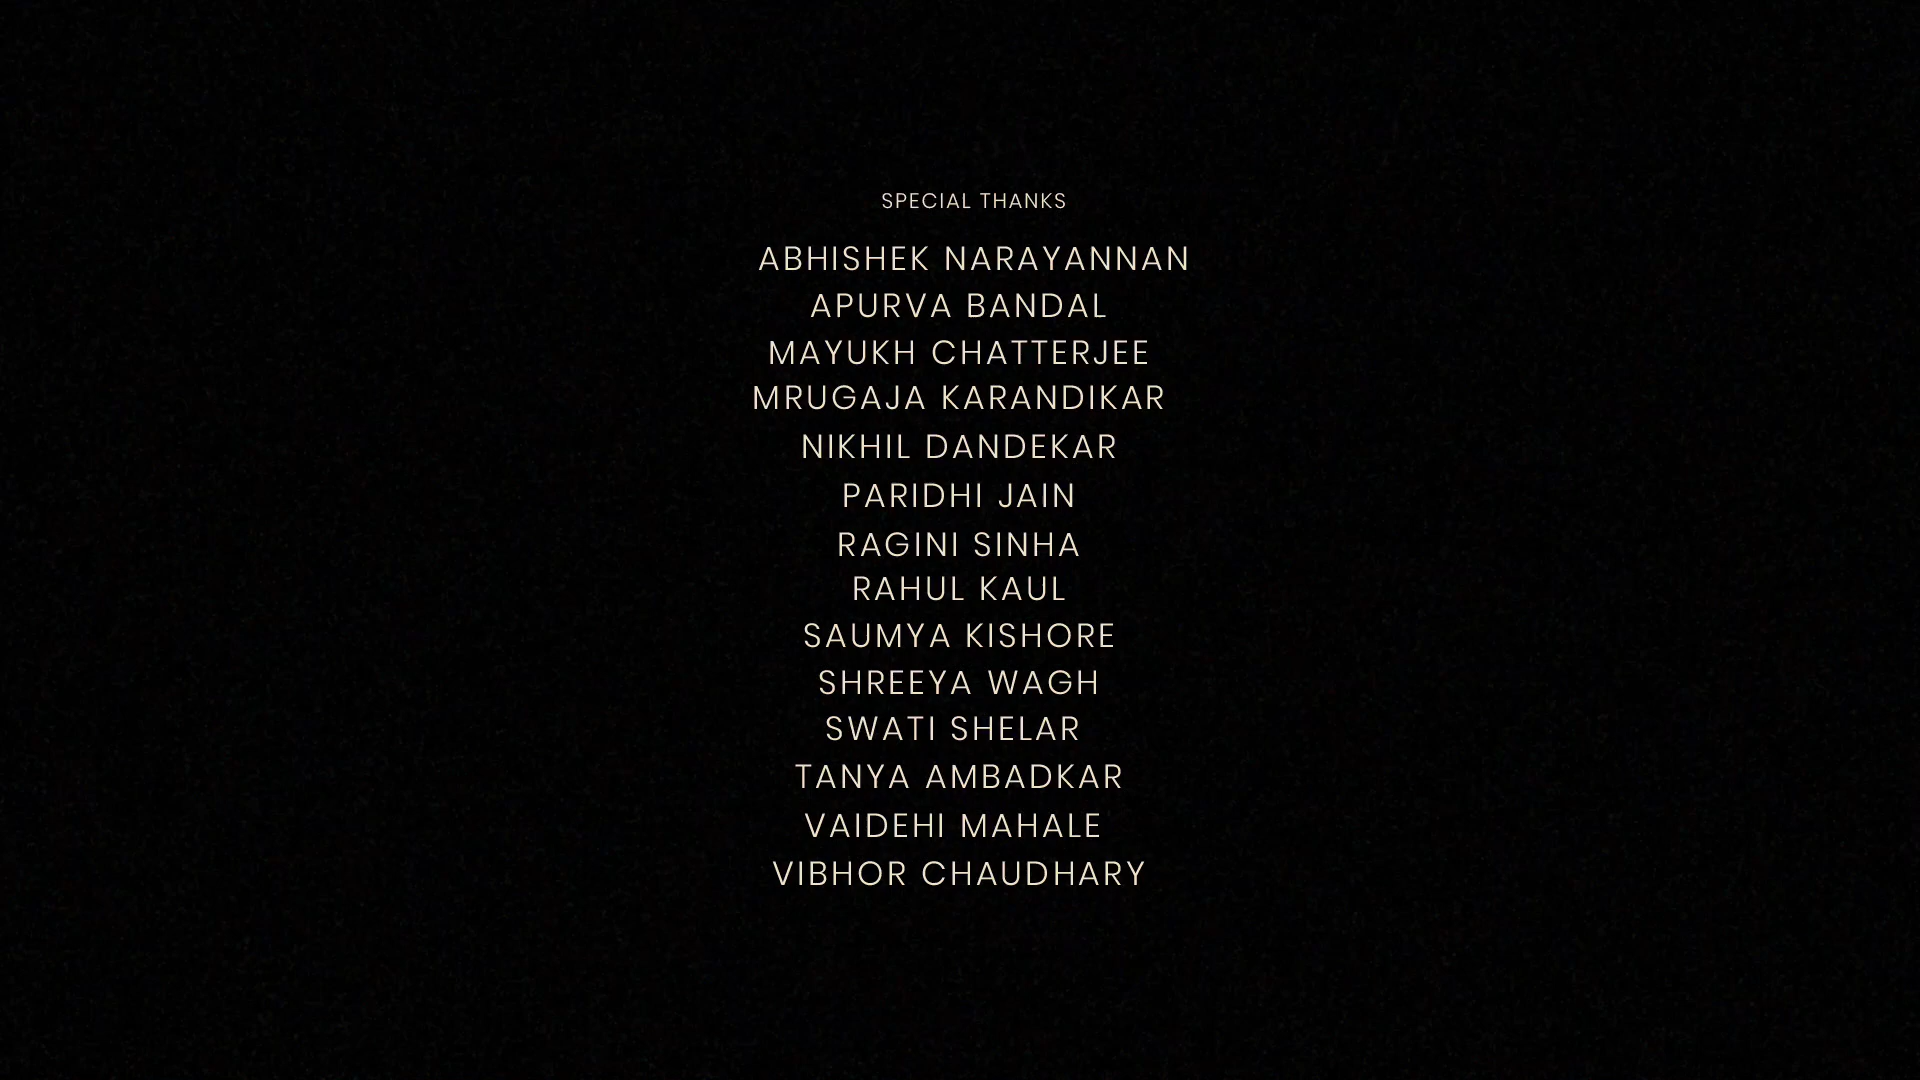 SPECIAL THANKS
ABHISHEK NARAYANNAN
APURVA BANDAL
MAYUKH CHATTERJEE
MRUGAJA KARANDIKAR
NIKHIL DANDEKAR
PARIDHI JAIN
RAGINI SINHA
RAHUL KAUL
SAUMYA KISHORE
SHREEYA WAGH
SWATI SHELAR
TANYA AMBADKAR
VAIDEHI MAHALE
VIBHOR CHAUDHARY